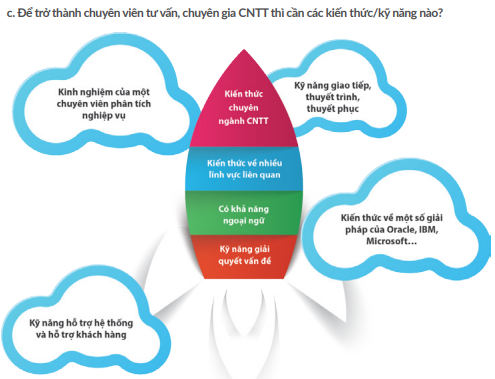 c. Để trở thành chuyên viên tư vấn, chuyên gia CNTT thì cần các kiến thức/kỹ năng nào?
Kinh nghiệm của một
chuyên viên phân tích
nghiệp vụ
Kiến thức
chuyên
ngành CNTT
Kỹ năng giao tiếp,
thuyết trình,
thuyết phục
Kiến thức về nhiều
lĩnh vực liên quan
Có khả năng
ngoại ngữ
Kỹ năng giải
quyết vấn đề
Kiến thức về một số giải
pháp của Oracle, IBM,
Microsoft...
Kỹ năng hỗ trợ hệ thống
và hỗ trợ khách hàng